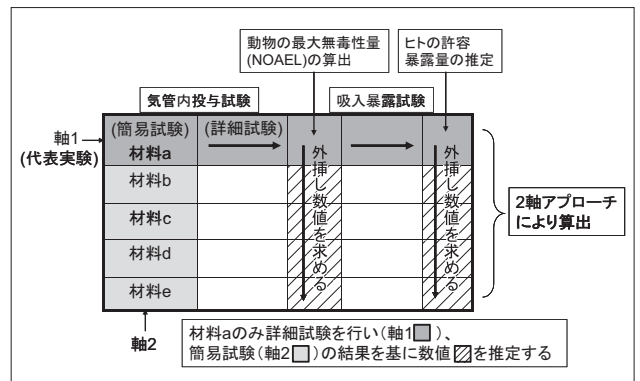 動物の最大無毒性量
(NOAEL)の算出
ヒトの許容
暴露量の推定
気管内投与試験
吸入暴露試験
軸1
(代表実験)
(簡易試験)
(詳細試験)
材料a
材料b
材料c
材料d
材料e
外挿し数値を求める
外挿し数値を求める
2軸アプローチ
により算出
軸2
材料aのみ詳細試験を行い(軸1)、
簡易試験(軸2)の結果を基に数値を推定する